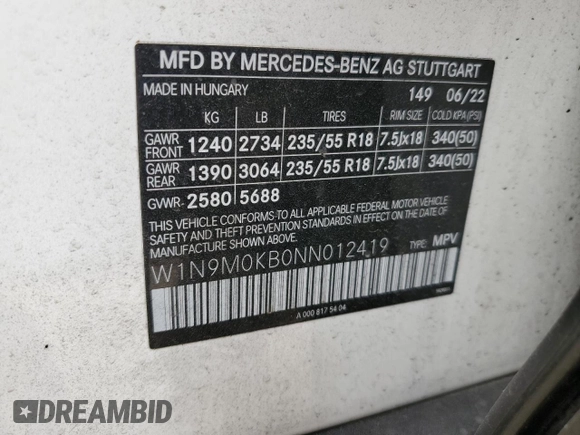 MFD BY MERCEDES-BENZ AG STUTTGART
MADE IN HUNGARY 149 06/22
KG LB TIRES RIM SIZE COLD KPA (PSI)
GAWR FRONT 1240 2734 235/55 R18 7.5Jx18 340(50)
GAWR REAR 1390 3064 235/55 R18 7.5Jx18 340(50)
GWR 2580 5688
THIS VEHICLE CONFORMS TO ALL APPLICABLE FEDERAL MOTOR VEHICLE
SAFETY AND THEFT PREVENTION STANDARDS IN EFFECT ON THE DATE OF
MANUFACTURE SHOWN ABOVE.
W1N9M0KB0NN012419 TYPE: MPV
A 000 817 54 04
DREAMBID